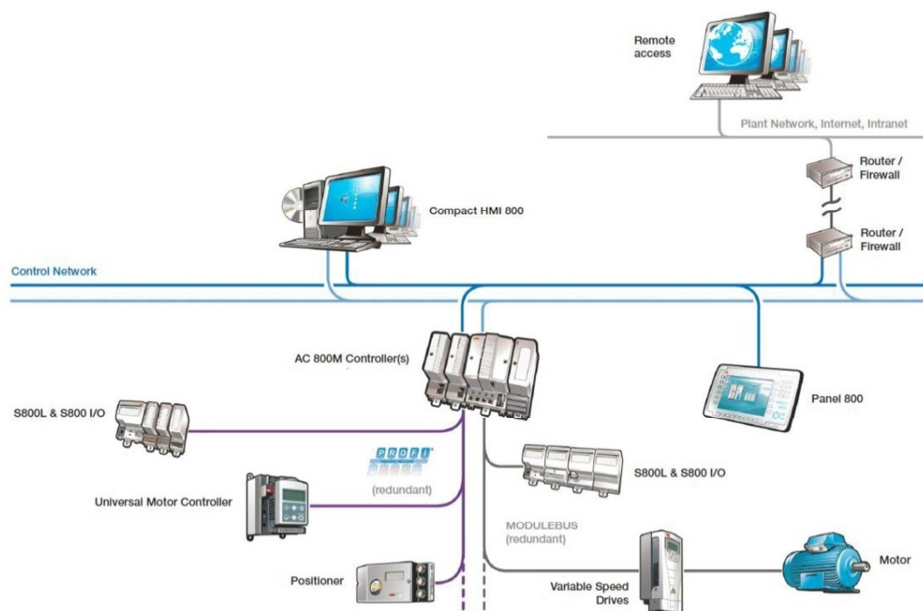 Remote
access
Plant Network, Internet, Intranet
Router /
Firewall
Compact HMI 800
Router /
Firewall
Control Network
AC 800M Controller(s)
S800L & S800 I/O
Panel 800
PROFI
(redundant)
S800L & S800 I/O
Universal Motor Controller
MODULEBUS
(redundant)
Positioner
Variable Speed
Drives
Motor